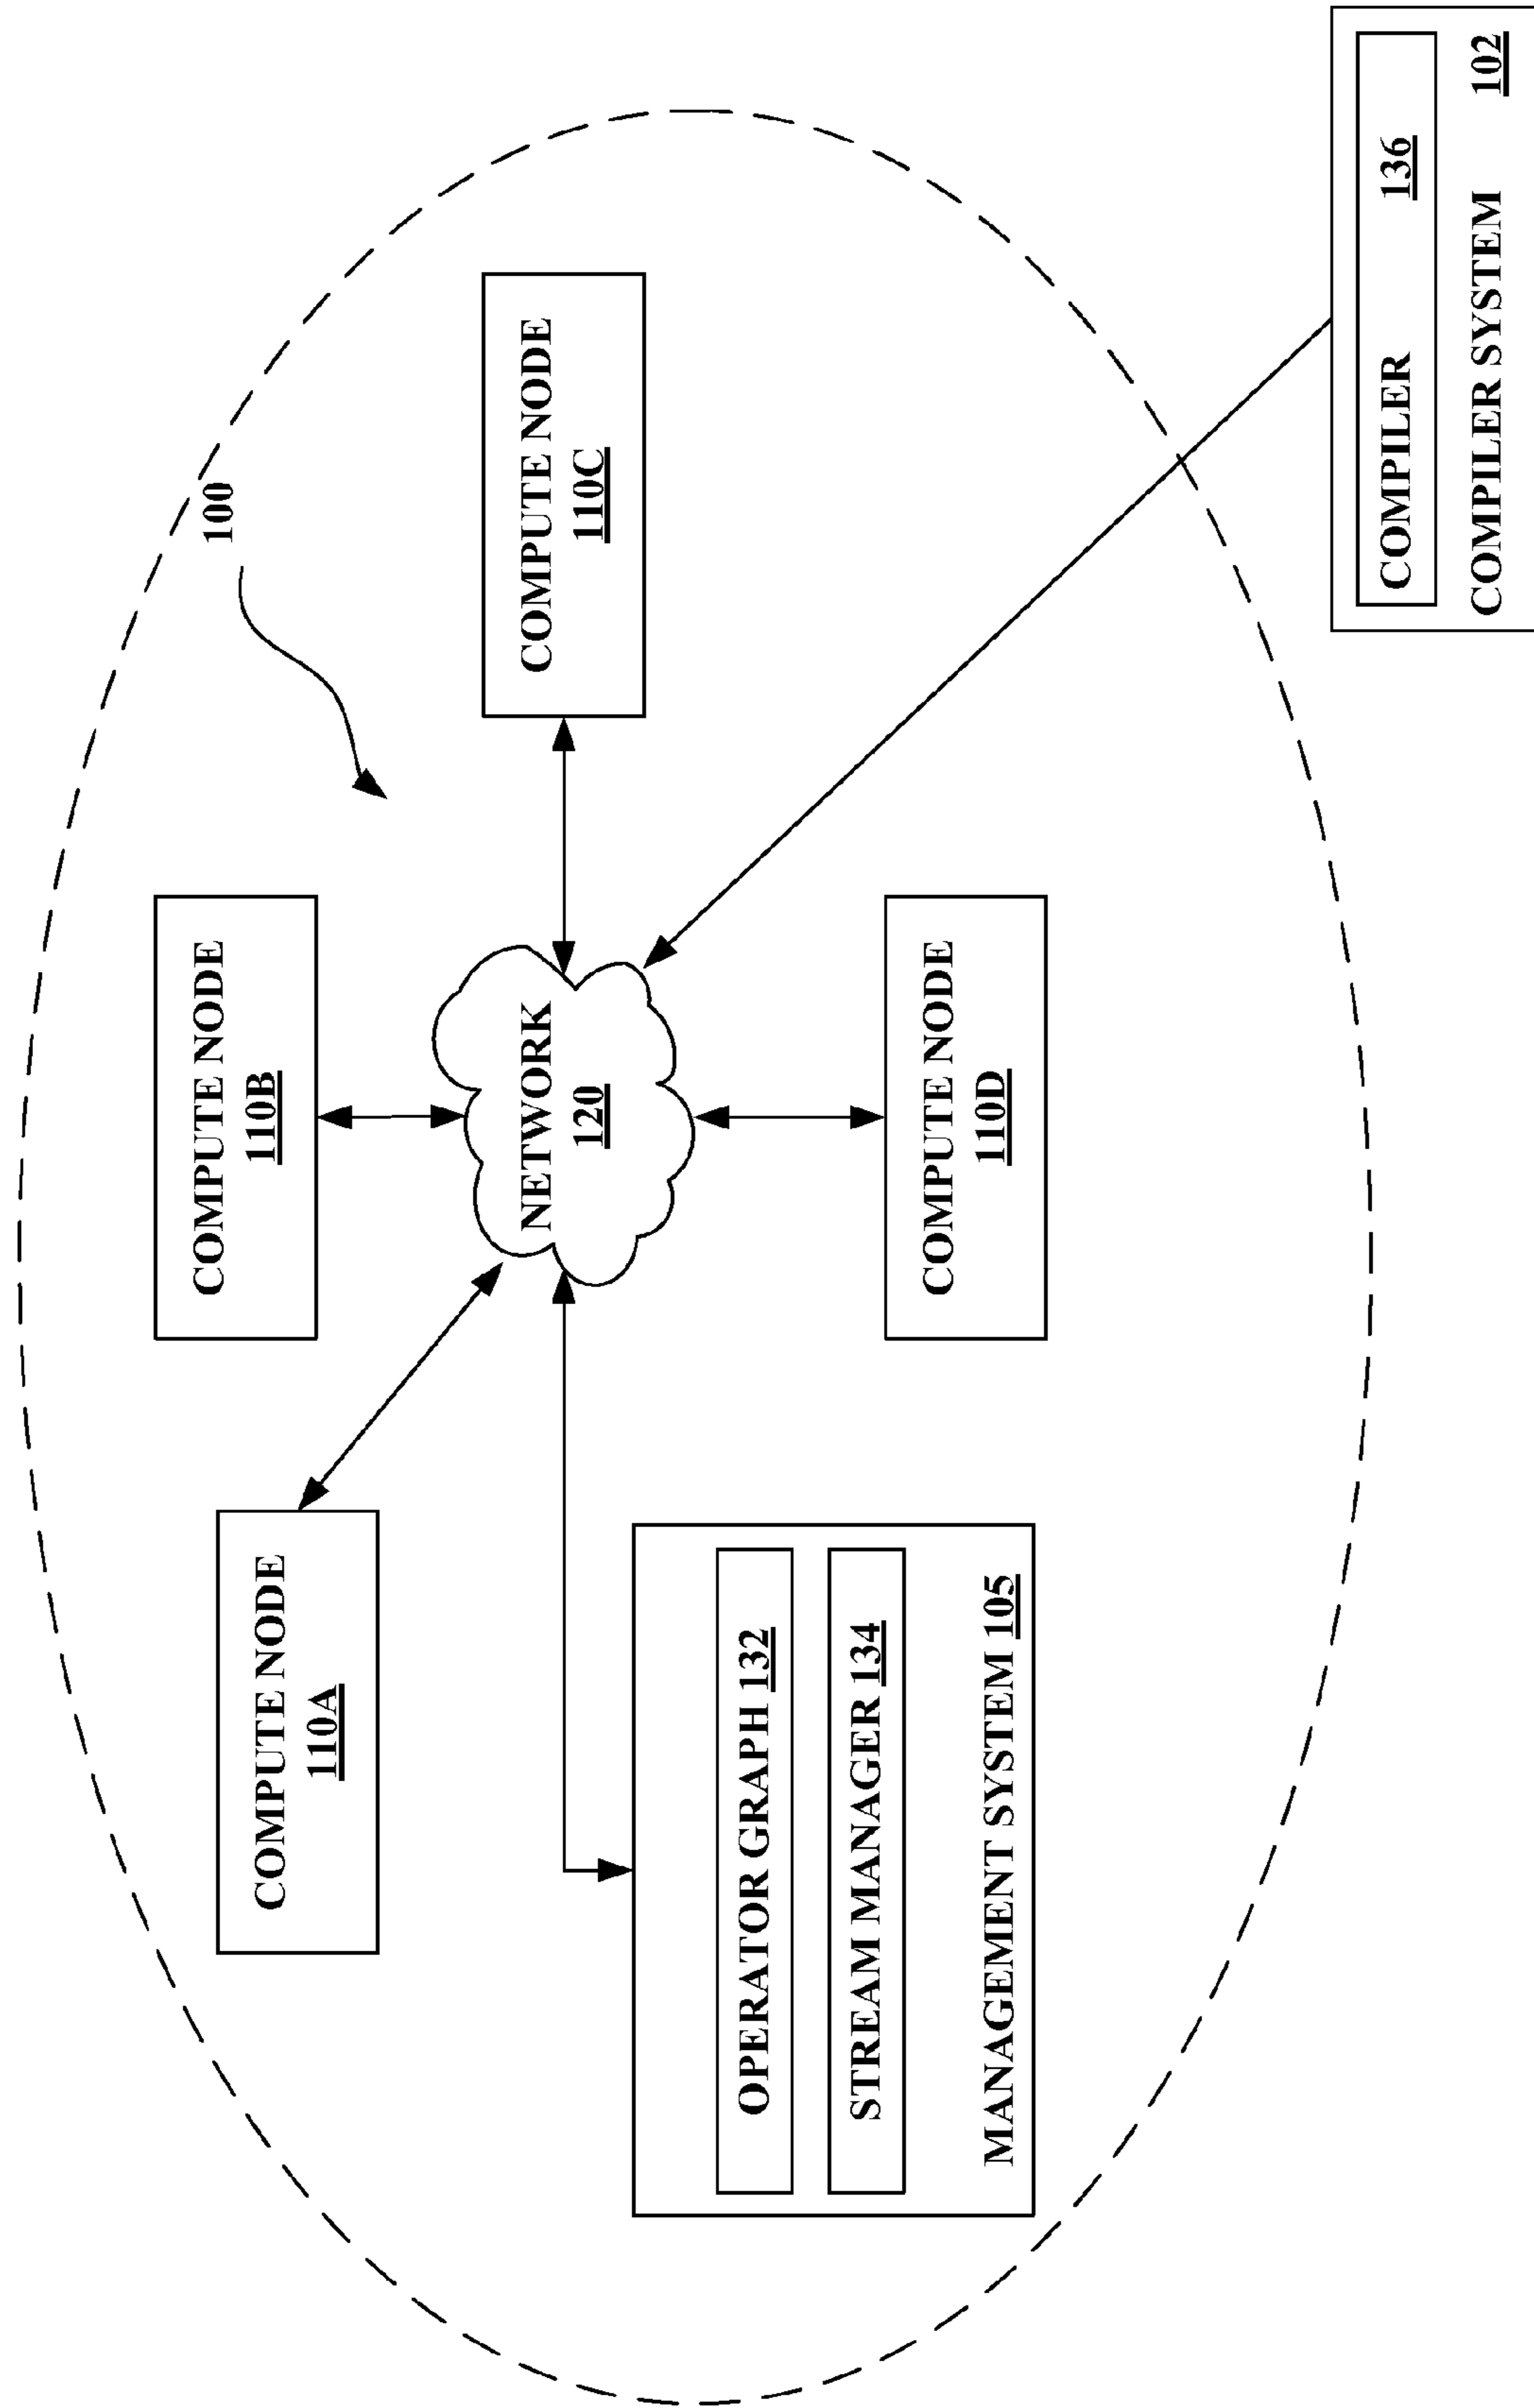 100
COMPUTE NODE
110A
COMPUTE NODE
110B
COMPUTE NODE
110C
NETWORK
120
OPERATOR GRAPH 132
STREAM MANAGER 134
MANAGEMENT SYSTEM 105
COMPUTE NODE
110D
COMPILER 136
COMPILER SYSTEM 102